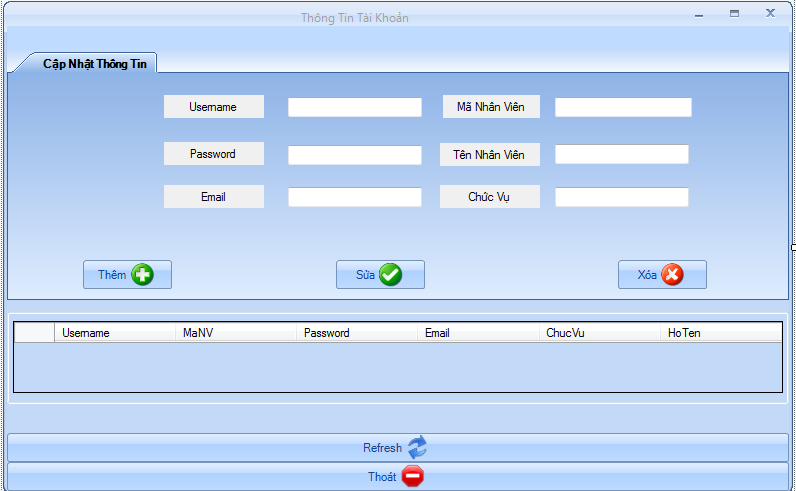 Thông Tin Tài Khoản
Cập Nhật Thông Tin
Username Mã Nhân Viên
Password Tên Nhân Viên
Email Chức Vụ
Thêm Sửa Xóa
Username MaNV Password Email ChucVu HoTen
Refresh
Thoát